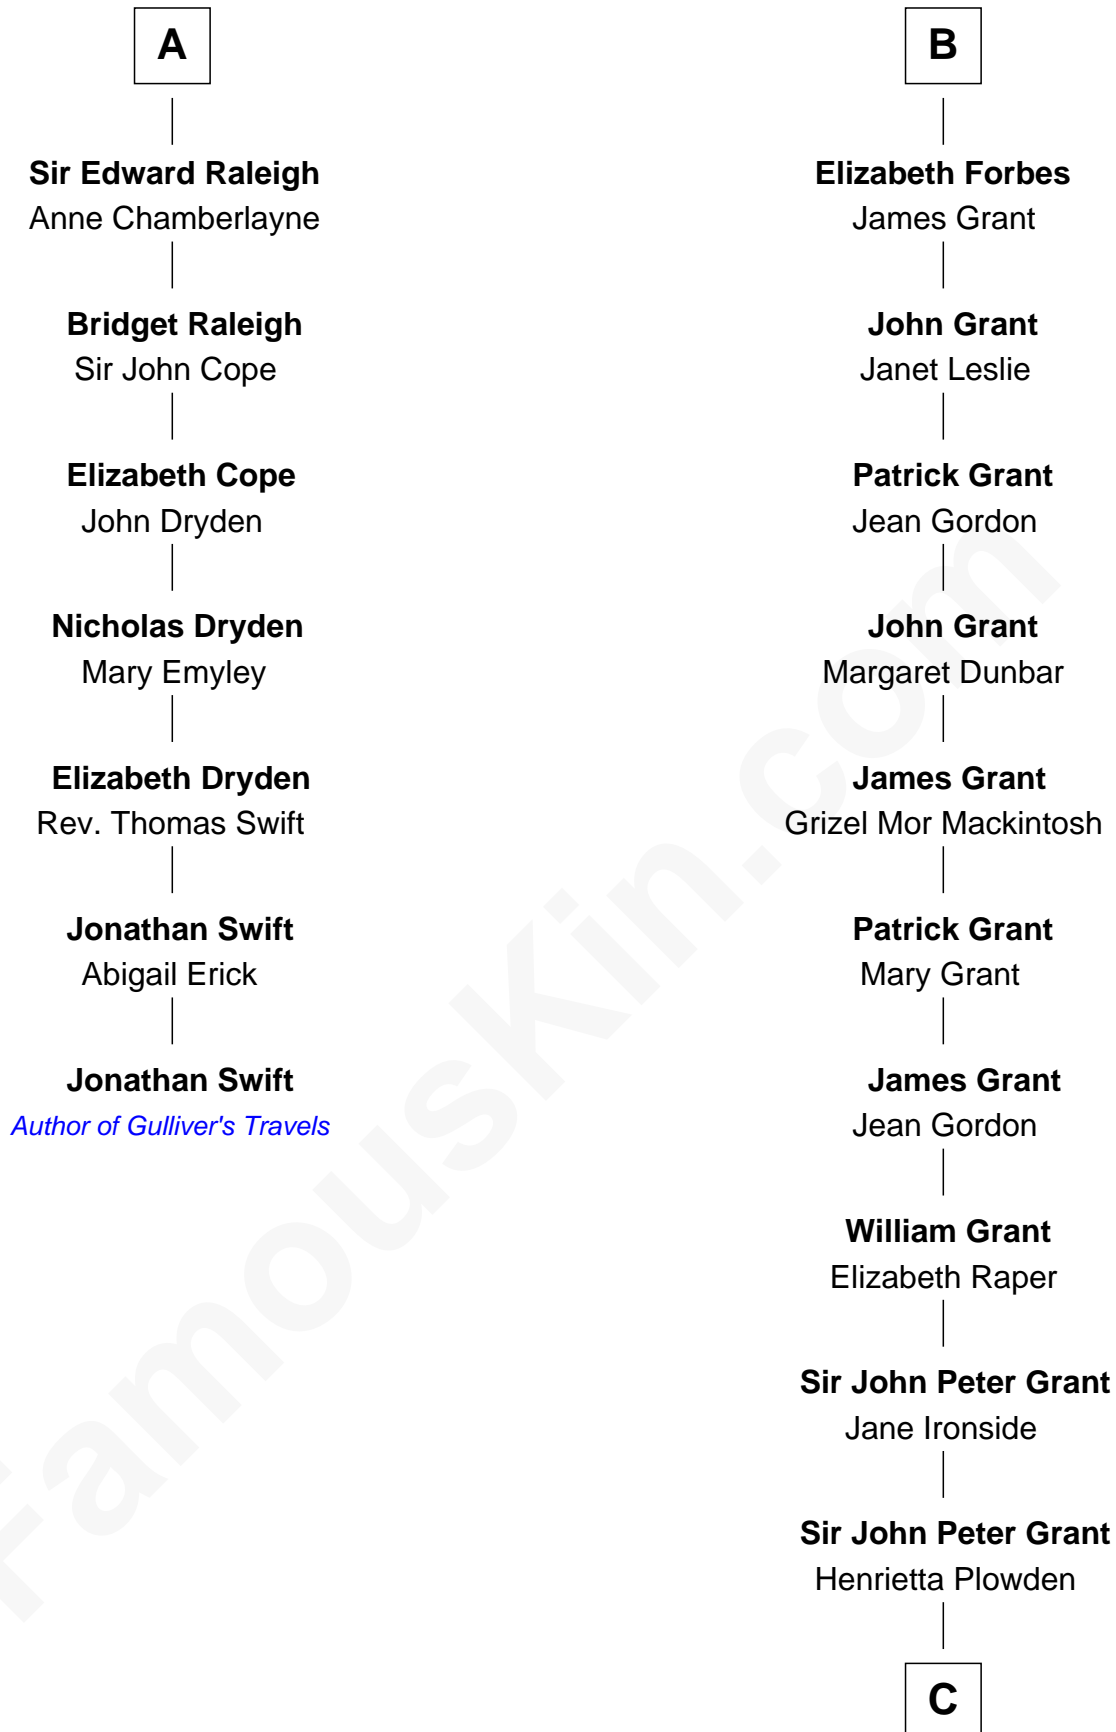 A
Sir Edward Raleigh
Anne Chamberlayne
Bridget Raleigh
Sir John Cope
Elizabeth Cope
John Dryden
Nicholas Dryden
Mary Emyley
Elizabeth Dryden
Rev. Thomas Swift
Jonathan Swift
Abigail Erick
Jonathan Swift
Author of Gulliver's Travels
B
Elizabeth Forbes
James Grant
John Grant
Janet Leslie
Patrick Grant
Jean Gordon
John Grant
Margaret Dunbar
James Grant
Grizel Mor Mackintosh
Patrick Grant
Mary Grant
James Grant
Jean Gordon
William Grant
Elizabeth Raper
Sir John Peter Grant
Jane Ironside
Sir John Peter Grant
Henrietta Plowden
C
FamousKin.com